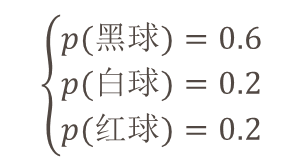 p(黑球) = 0.6
p(白球) = 0.2
p(红球) = 0.2